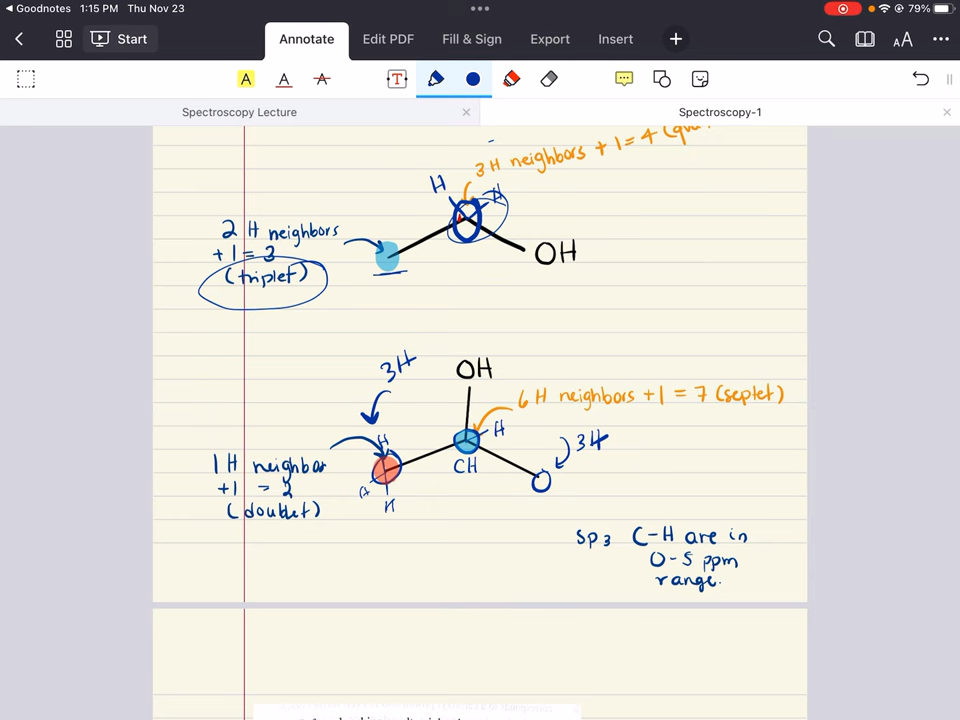 Goodnotes 1:15 PM Thu Nov 23 79%
Start Annotate Edit PDF Fill & Sign Export Insert
Spectroscopy Lecture Spectroscopy-1
3H neighbors + 1 = 4
H H
2 H neighbors
+1 = 3
(triplet)
OH
3H
OH
6 H neighbors +1 = 7 (septet)
H
3H
H
CH
1 H neighbor
+1 = 2
(doublet)
H
H
Sp3 C-H are in
0-5 ppm
range.